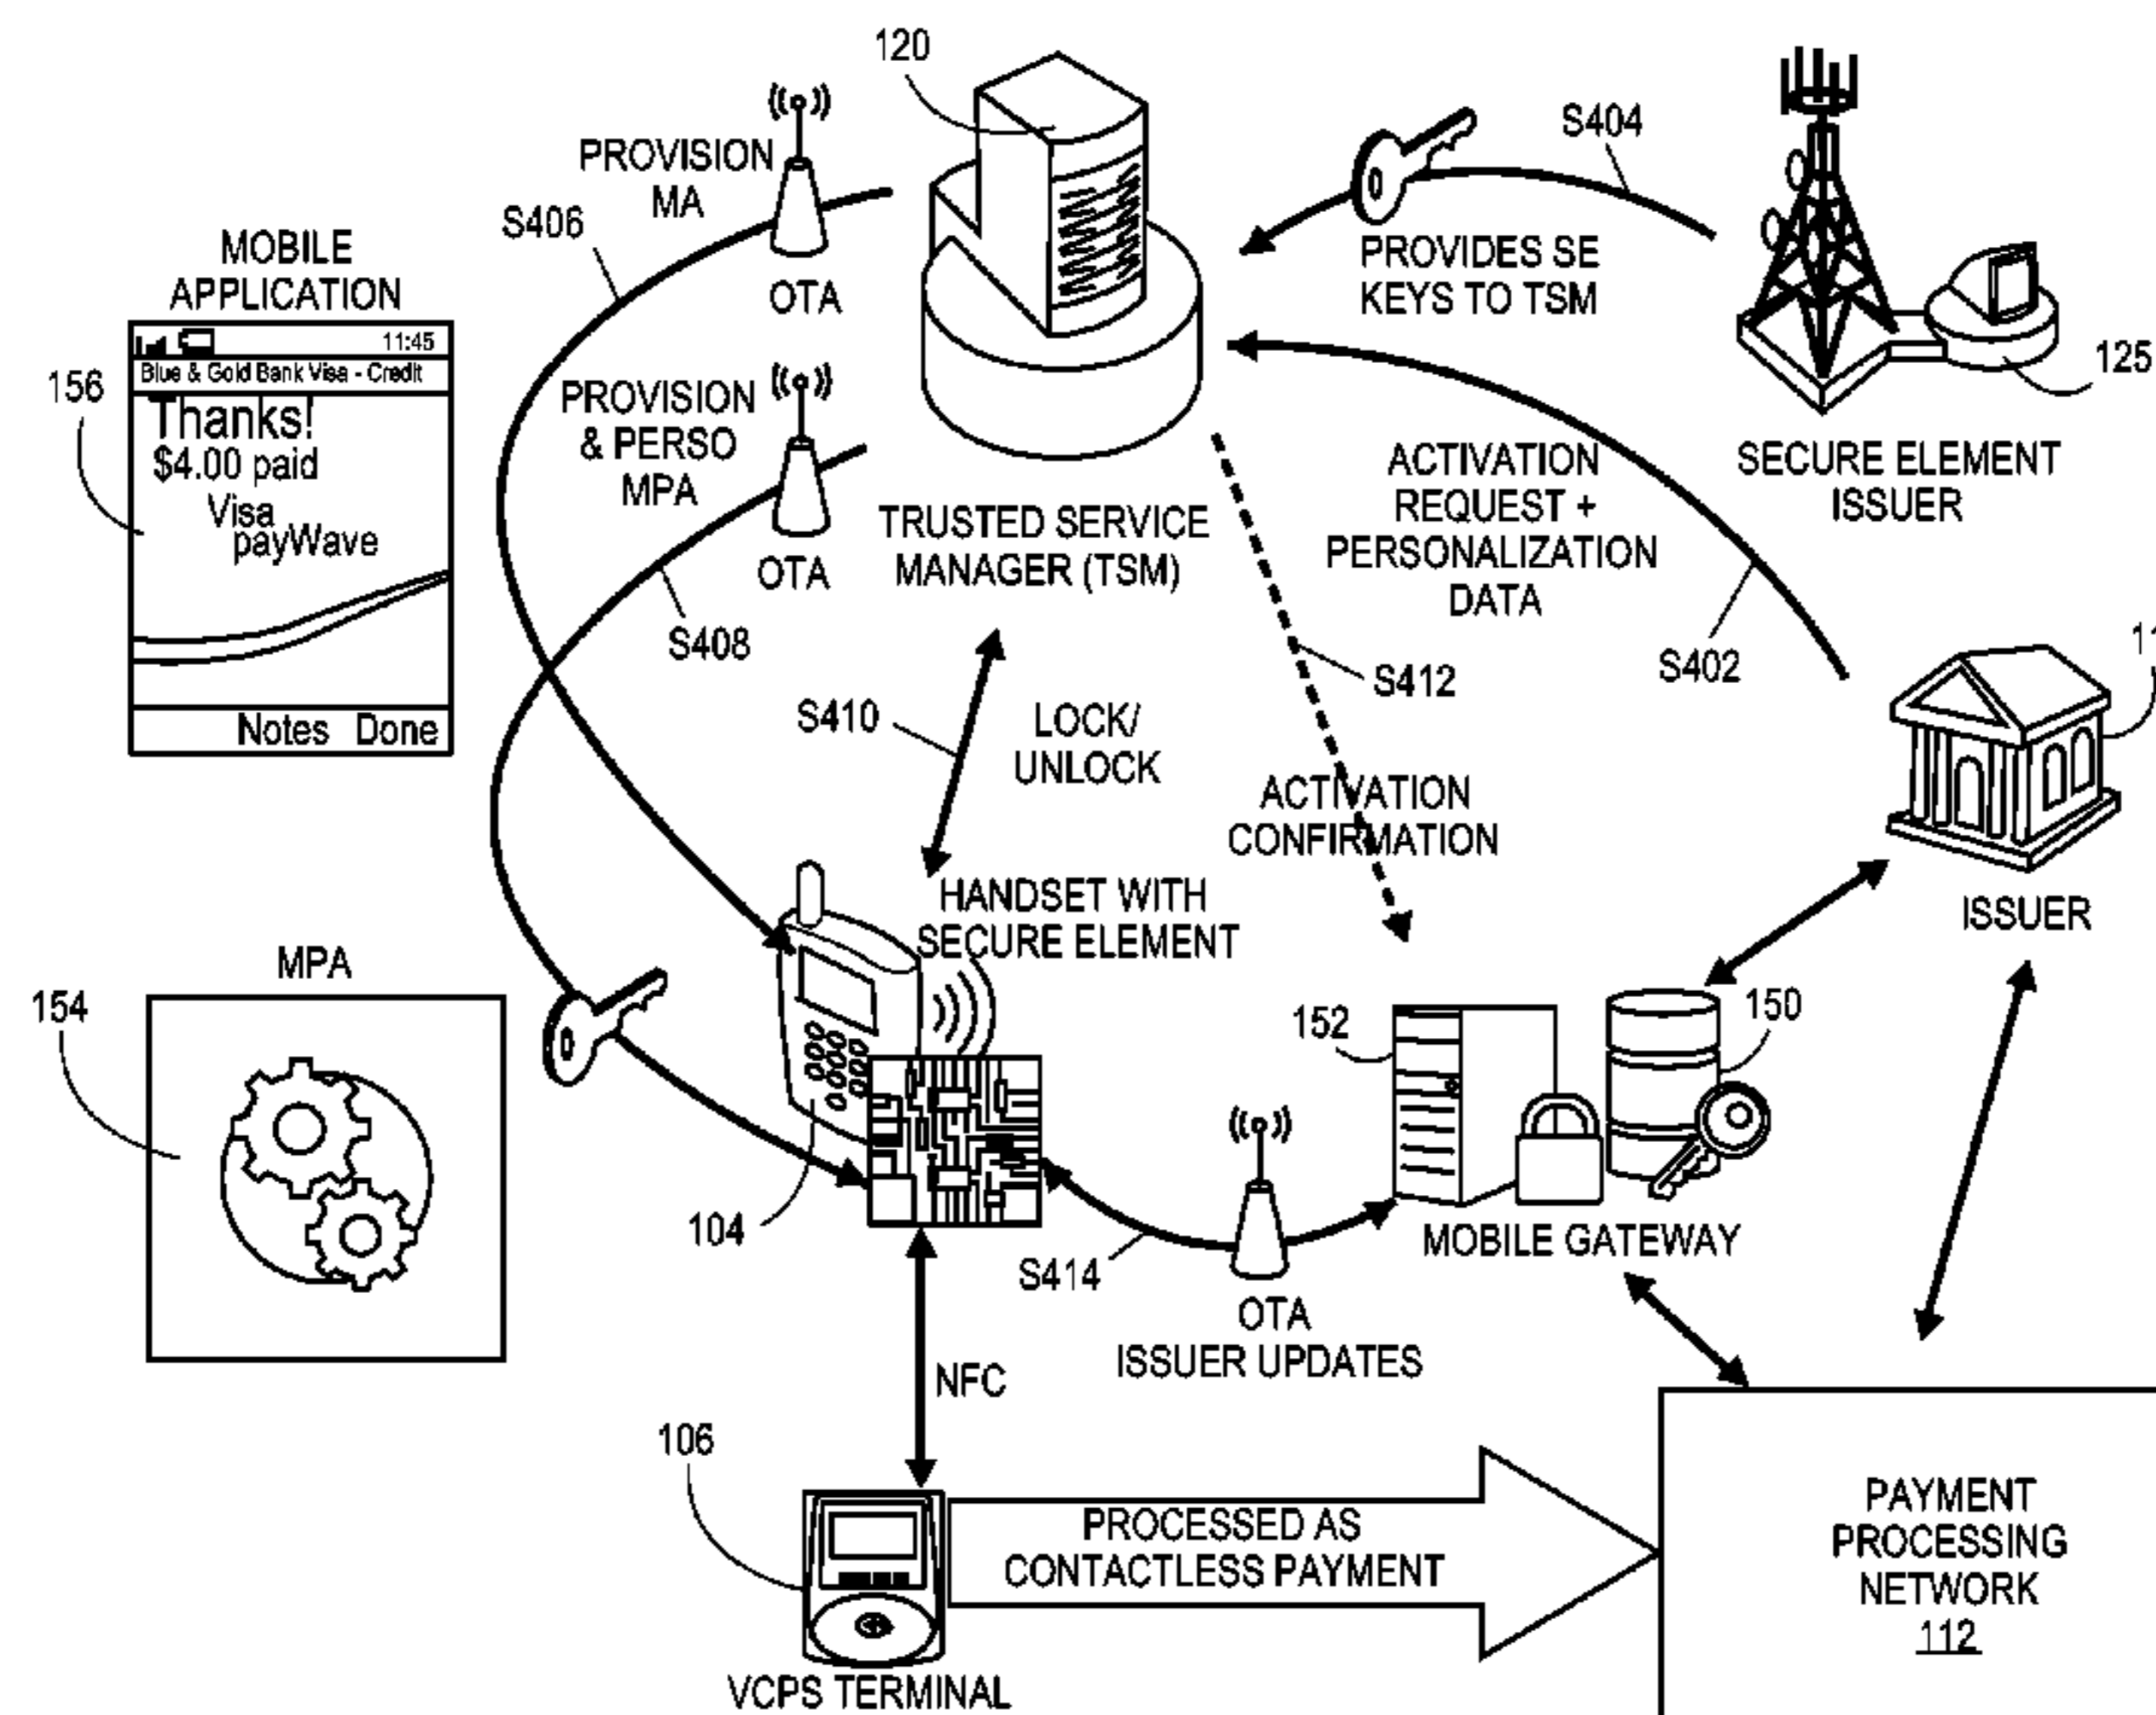 120
PROVISION
MA
S406
OTA
S404
PROVIDES SE
KEYS TO TSM
125
SECURE ELEMENT
ISSUER
MOBILE
APPLICATION
11:45
Blue & Gold Bank Visa - Credit
Thanks!
$4.00 paid
Visa
payWave
Notes Done
156
PROVISION
& PERSO
MPA
OTA
S408
TRUSTED SERVICE
MANAGER (TSM)
ACTIVATION
REQUEST +
PERSONALIZATION
DATA
S402
S412
S410
LOCK/
UNLOCK
ACTIVATION
CONFIRMATION
ISSUER
HANDSET WITH
SECURE ELEMENT
MPA
154
104
152
150
MOBILE GATEWAY
S414
OTA
ISSUER UPDATES
NFC
106
VCPS TERMINAL
PROCESSED AS
CONTACTLESS PAYMENT
PAYMENT
PROCESSING
NETWORK
112